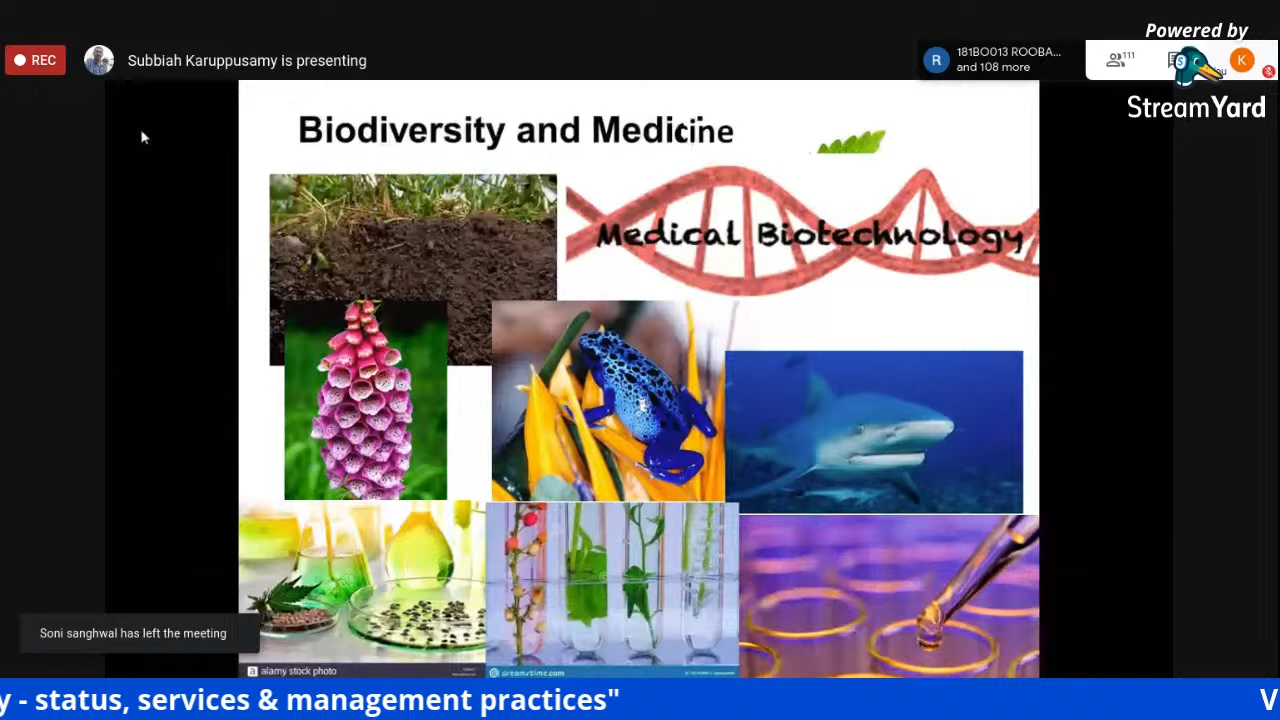 Powered by
StreamYard
REC
Subbiah Karuppusamy is presenting
R
181BO013 ROOBA...
and 108 more
111
K
Biodiversity and Medicine
Medical Biotechnology
Soni sanghwal has left the meeting
a alamy stock photo
dreamstime.com
y - status, services & management practices" V